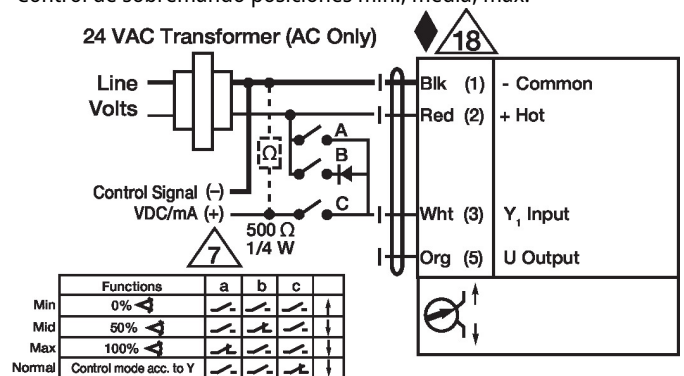 Control de sobremando posiciones min., media, max.
24 VAC Transformer (AC Only)
18
Line
Volts
Blk (1) - Common
Red (2) + Hot
A
B
C
Ω
Control Signal (-)
VDC/mA (+)
500 Ω
1/4 W
Wht (3) Y1 Input
Org (5) U Output
7
Functions a b c
Min 0%
Mid 50%
Max 100%
Normal Control mode acc. to Y